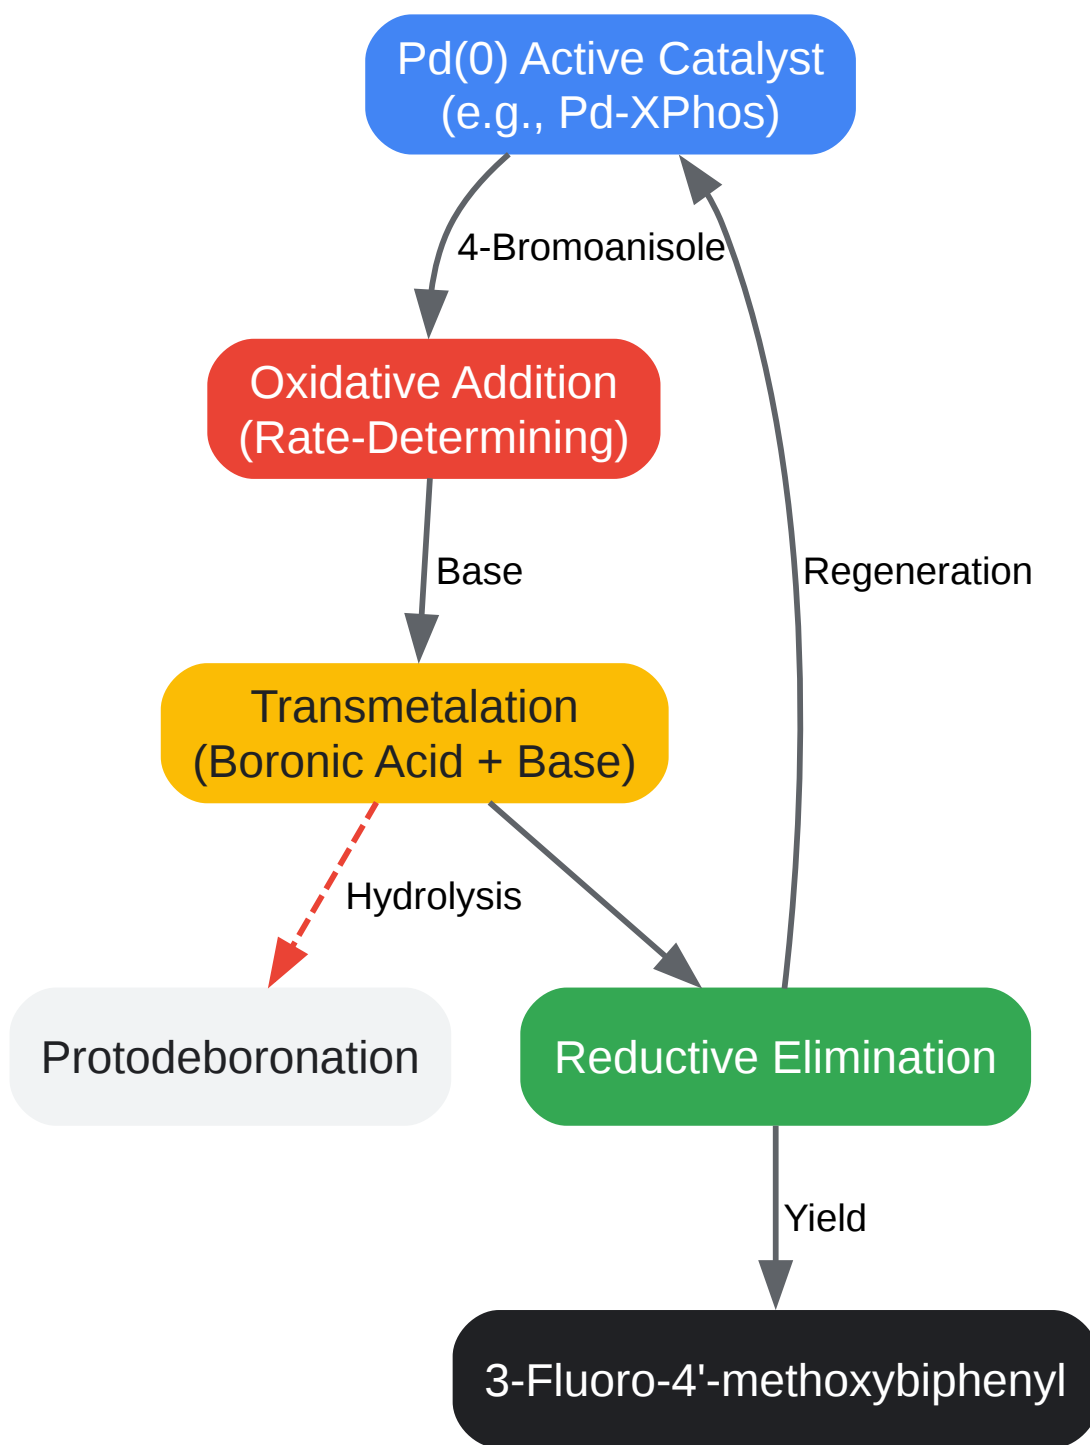 Pd(0) Active Catalyst
(e.g., Pd-XPhos)
4-Bromoanisole
Oxidative Addition
(Rate-Determining)
Base
Regeneration
Transmetalation
(Boronic Acid + Base)
Hydrolysis
Protodeboronation
Reductive Elimination
Yield
3-Fluoro-4'-methoxybiphenyl